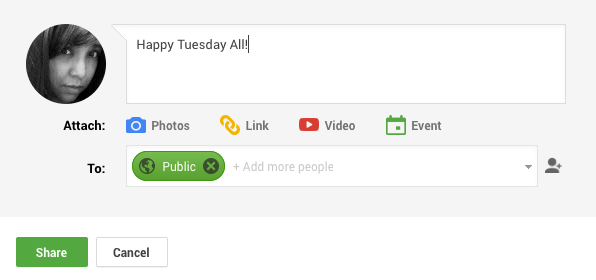 Happy Tuesday All!
Attach: Photos Link Video Event
To: Public + Add more people
Share Cancel